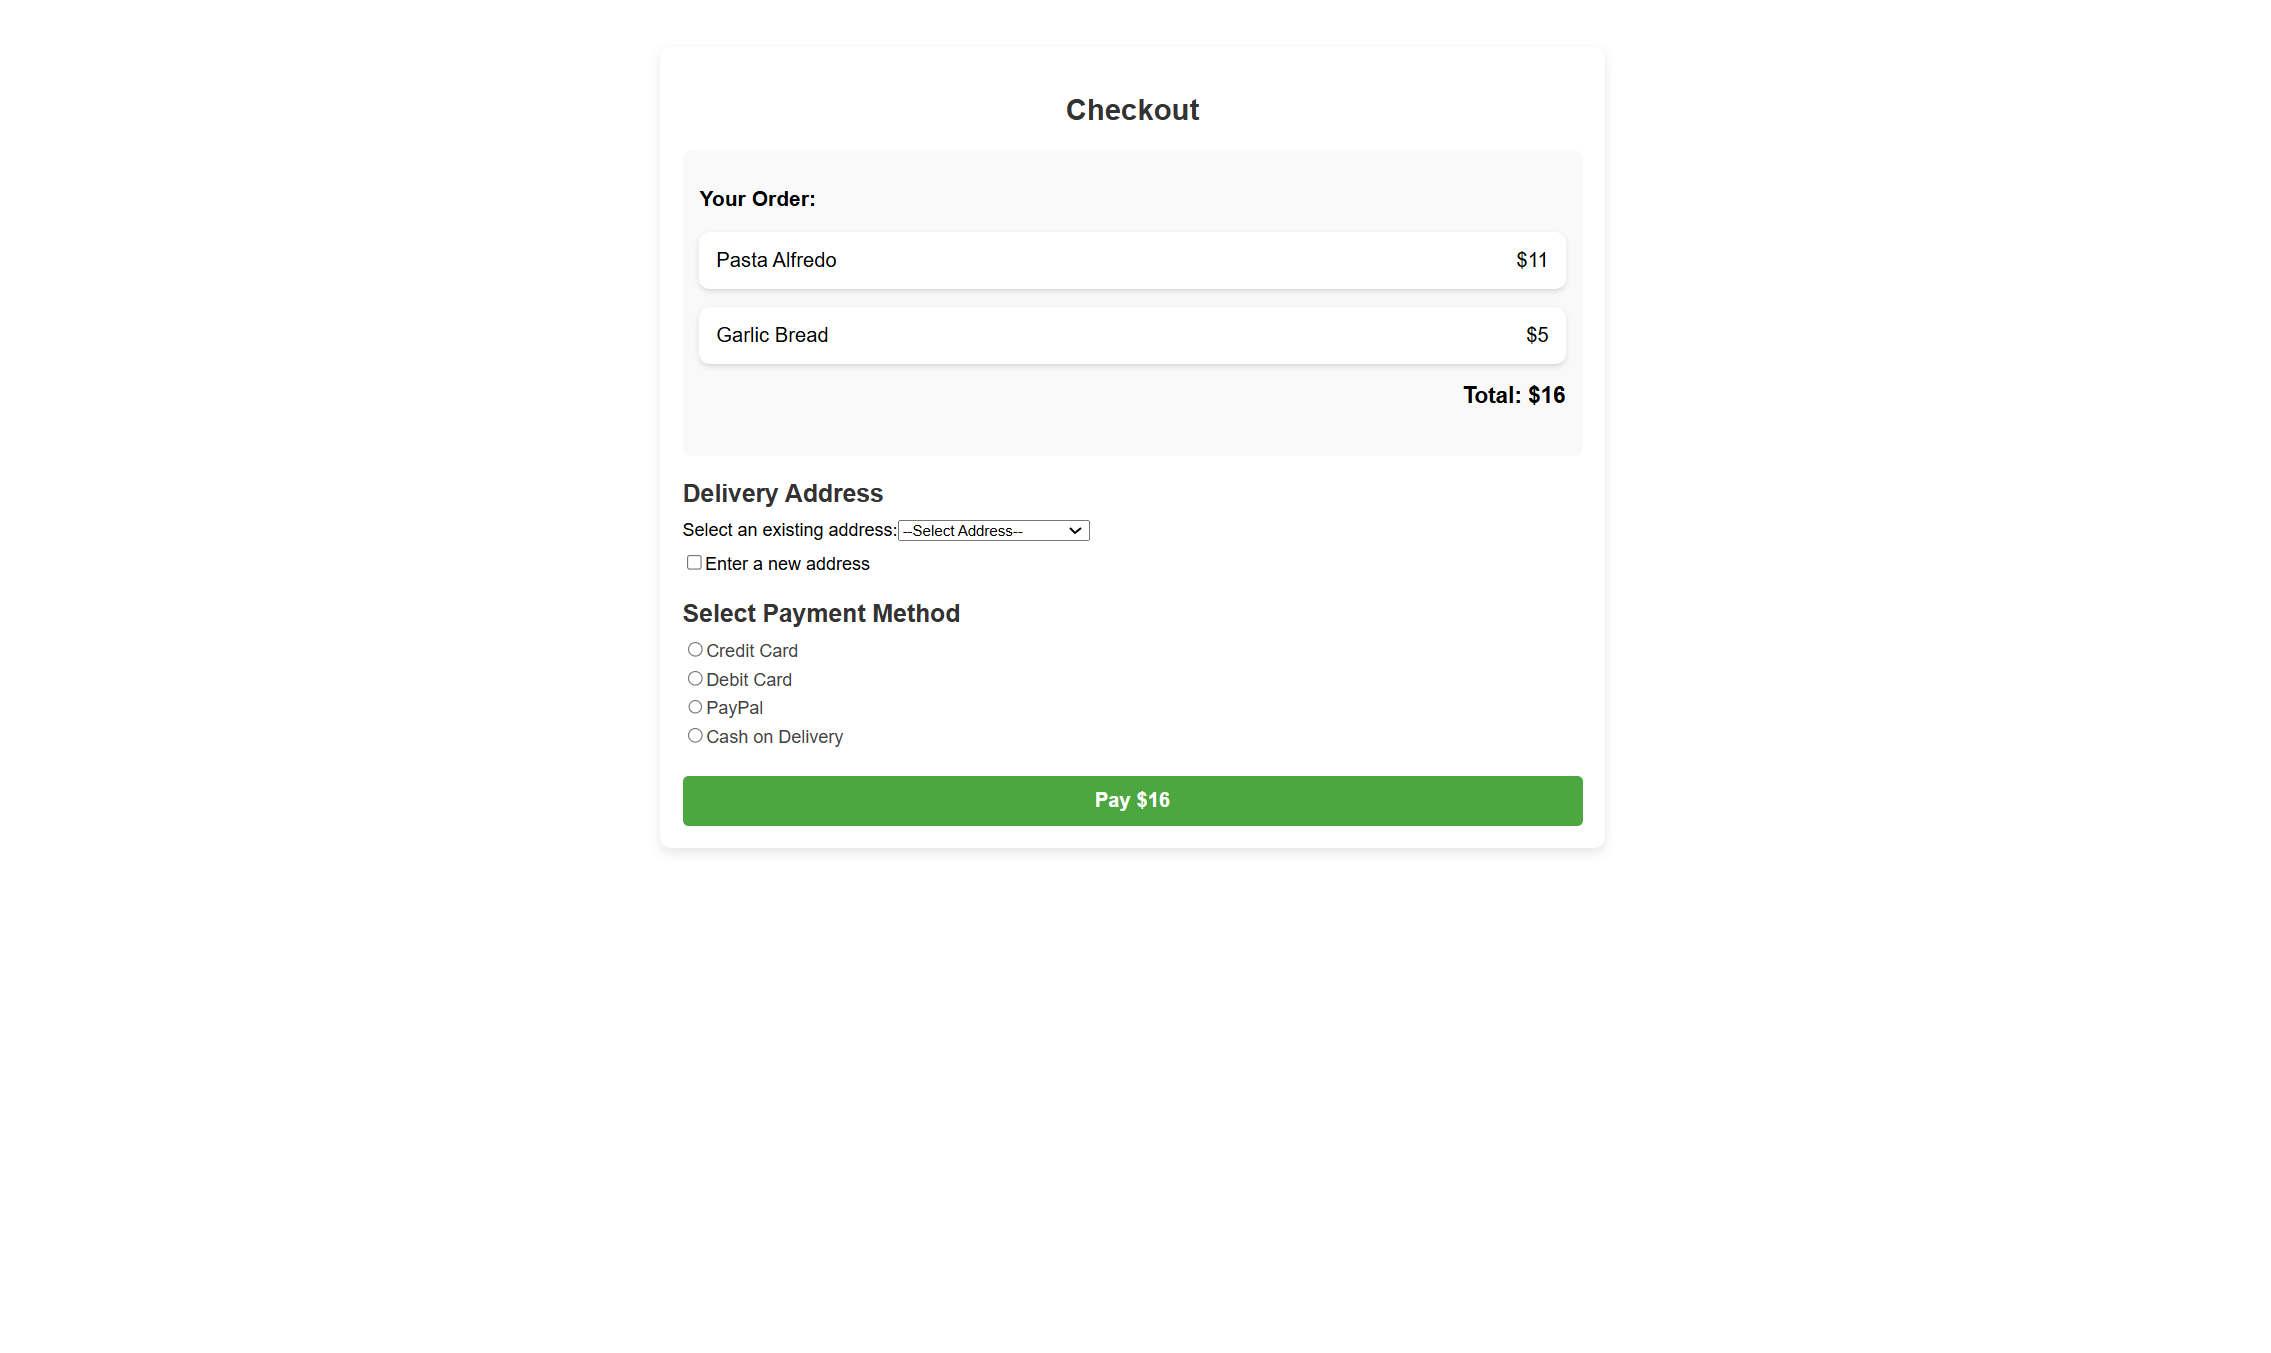 Checkout
Your Order:
Pasta Alfredo $11
Garlic Bread $5
Total: $16
Delivery Address
Select an existing address: --Select Address--
Enter a new address
Select Payment Method
Credit Card
Debit Card
PayPal
Cash on Delivery
Pay $16